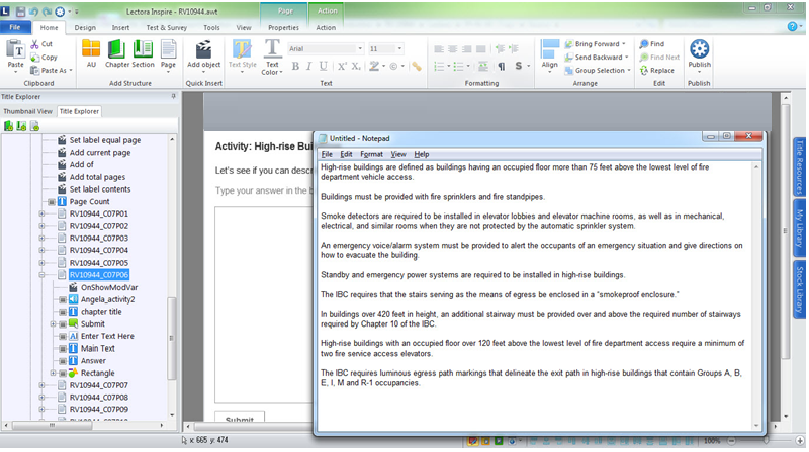 Lectora Inspire - RV10944.awt
Page
Action
File
Home
Design
Insert
Test & Survey
Tools
View
Properties
Action
Paste
Cut
Copy
Paste As
Clipboard
AU
Chapter
Section
Page
Add Structure
Add object
Quick Insert
Text Style
Text Color
Arial
11
B I U X² X₂
Text
Formatting
Align
Bring Forward
Send Backward
Group Selection
Arrange
Find
Find Next
Replace
Edit
Publish
Publish
Title Explorer
Thumbnail View
Title Explorer
Set label equal page
Add current page
Add of
Add total pages
Set label contents
Page Count
RV10944_C07P01
RV10944_C07P02
RV10944_C07P03
RV10944_C07P04
RV10944_C07P05
RV10944_C07P06
OnShowModVar
Angela_activity2
chapter title
Submit
Enter Text Here
Main Text
Answer
Rectangle
RV10944_C07P07
RV10944_C07P08
RV10944_C07P09
Activity: High-rise Bui
Let's see if you can descr
Type your answer in the b
Submit
Untitled - Notepad
File Edit Format View Help
High-rise buildings are defined as buildings having an occupied floor more than 75 feet above the lowest level of fire
department vehicle access.
Buildings must be provided with fire sprinklers and fire standpipes.
Smoke detectors are required to be installed in elevator lobbies and elevator machine rooms, as well as in mechanical,
electrical, and similar rooms when they are not protected by the automatic sprinkler system.
An emergency voice/alarm system must be provided to alert the occupants of an emergency situation and give directions on
how to evacuate the building.
Standby and emergency power systems are required to be installed in high-rise buildings.
The IBC requires that the stairs serving as the means of egress be enclosed in a “smokeproof enclosure.”
In buildings over 420 feet in height, an additional stairway must be provided over and above the required number of stairways
required by Chapter 10 of the IBC.
High-rise buildings with an occupied floor over 120 feet above the lowest level of fire department access require a minimum of
two fire service access elevators.
The IBC requires luminous egress path markings that delineate the exit path in high-rise buildings that contain Groups A, B,
E, I, M and R-1 occupancies.
Title Resources
My Library
Stock Library
x: 665 y: 474
100%